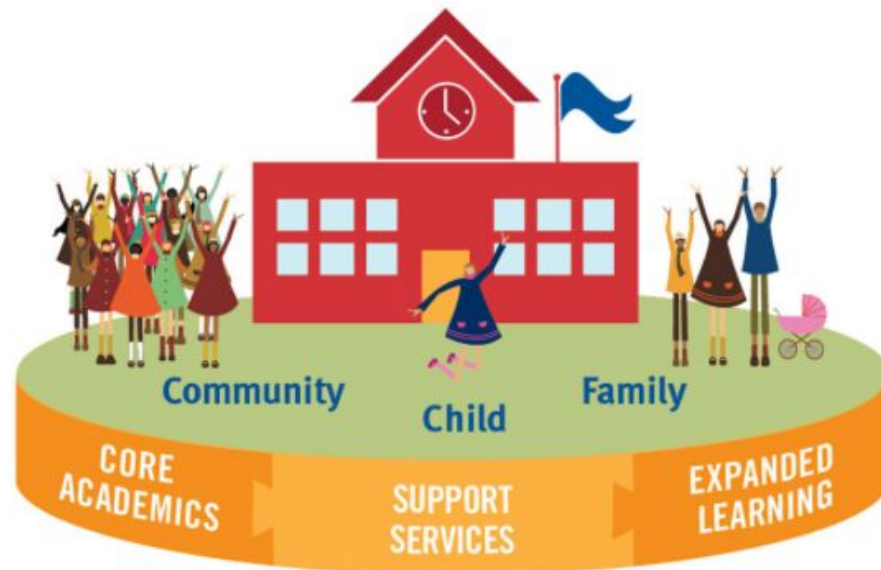 Community
Child
Family
CORE
ACADEMICS
SUPPORT
SERVICES
EXPANDED
LEARNING